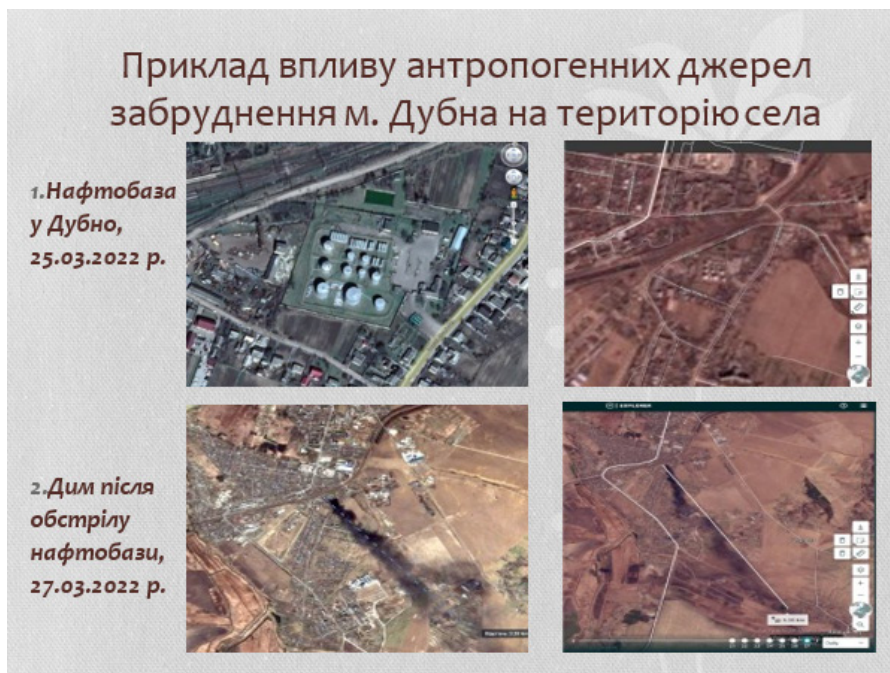 Приклад впливу антропогенних джерел
забруднення м. Дубна на територію села
1.Нафтобаза
у Дубно,
25.03.2022 р.
EXPLORER
2.Дим після
обстрілу
нафтобази,
27.03.2022 р.